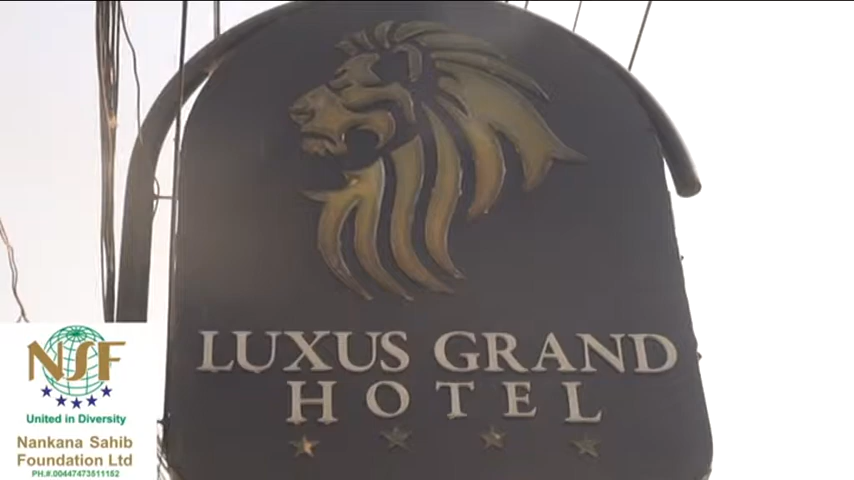 LUXUS GRAND
HOTEL
NSF
United in Diversity
Nankana Sahib
Foundation Ltd
PH.#.00447473511152